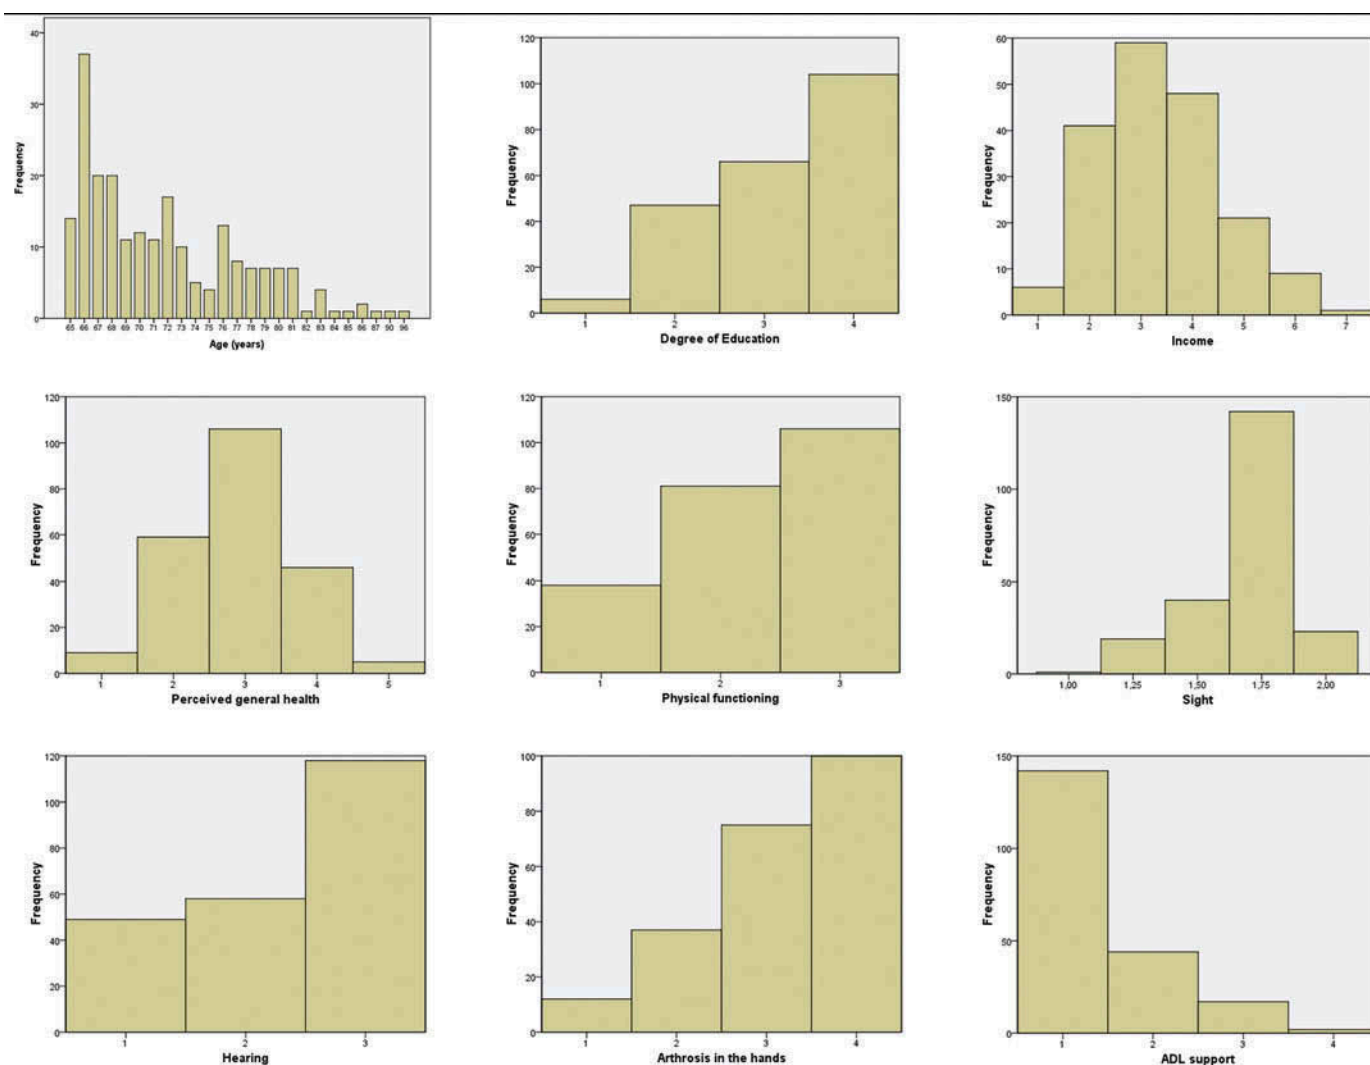 40
30
20
10
0
Frequency
65 66 67 68 69 70 71 72 73 74 75 76 77 78 79 80 81 82 83 84 85 86 87 90 96
Age (years)
120
100
80
60
40
20
0
Frequency
1 2 3 4
Degree of Education
60
50
40
30
20
10
0
Frequency
1 2 3 4 5 6 7
Income
120
100
80
60
40
20
0
Frequency
1 2 3 4 5
Perceived general health
120
100
80
60
40
20
0
Frequency
1 2 3
Physical functioning
150
100
50
0
Frequency
1,00 1,25 1,50 1,75 2,00
Sight
120
100
80
60
40
20
0
Frequency
1 2 3
Hearing
100
80
60
40
20
0
Frequency
1 2 3 4
Arthrosis in the hands
150
100
50
0
Frequency
1 2 3 4
ADL support